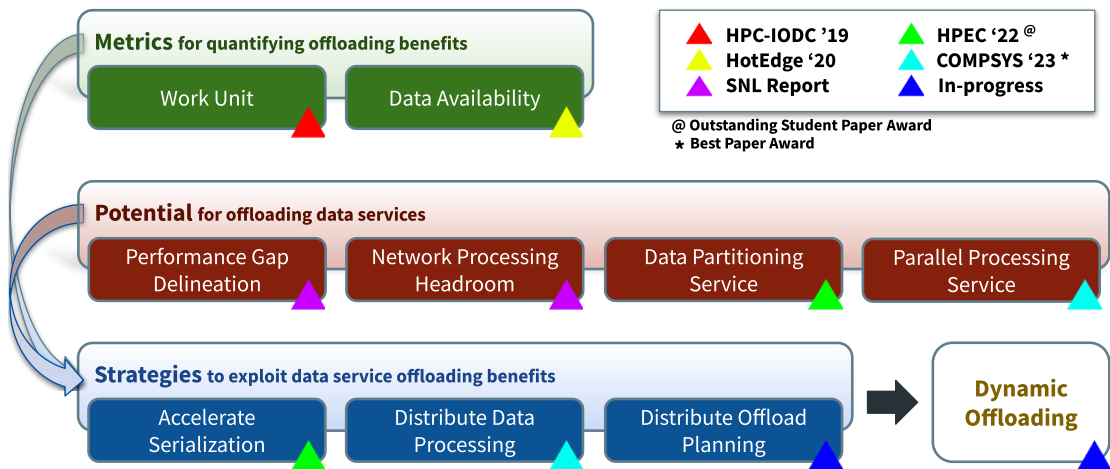 Metrics for quantifying offloading benefits
Work Unit
Data Availability
HPC-IODC ’19
HotEdge ‘20
SNL Report
HPEC ‘22 @
COMPSYS ‘23 *
In-progress
@ Outstanding Student Paper Award
* Best Paper Award
Potential for offloading data services
Performance Gap
Delineation
Network Processing
Headroom
Data Partitioning
Service
Parallel Processing
Service
Strategies to exploit data service offloading benefits
Accelerate
Serialization
Distribute Data
Processing
Distribute Offload
Planning
Dynamic
Offloading